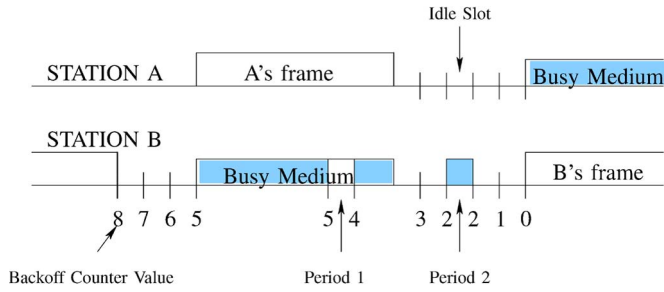 Idle Slot
STATION A
A's frame
Busy Medium
STATION B
Busy Medium
B's frame
8 7 6 5 5 4 3 2 2 1 0
Backoff Counter Value
Period 1
Period 2